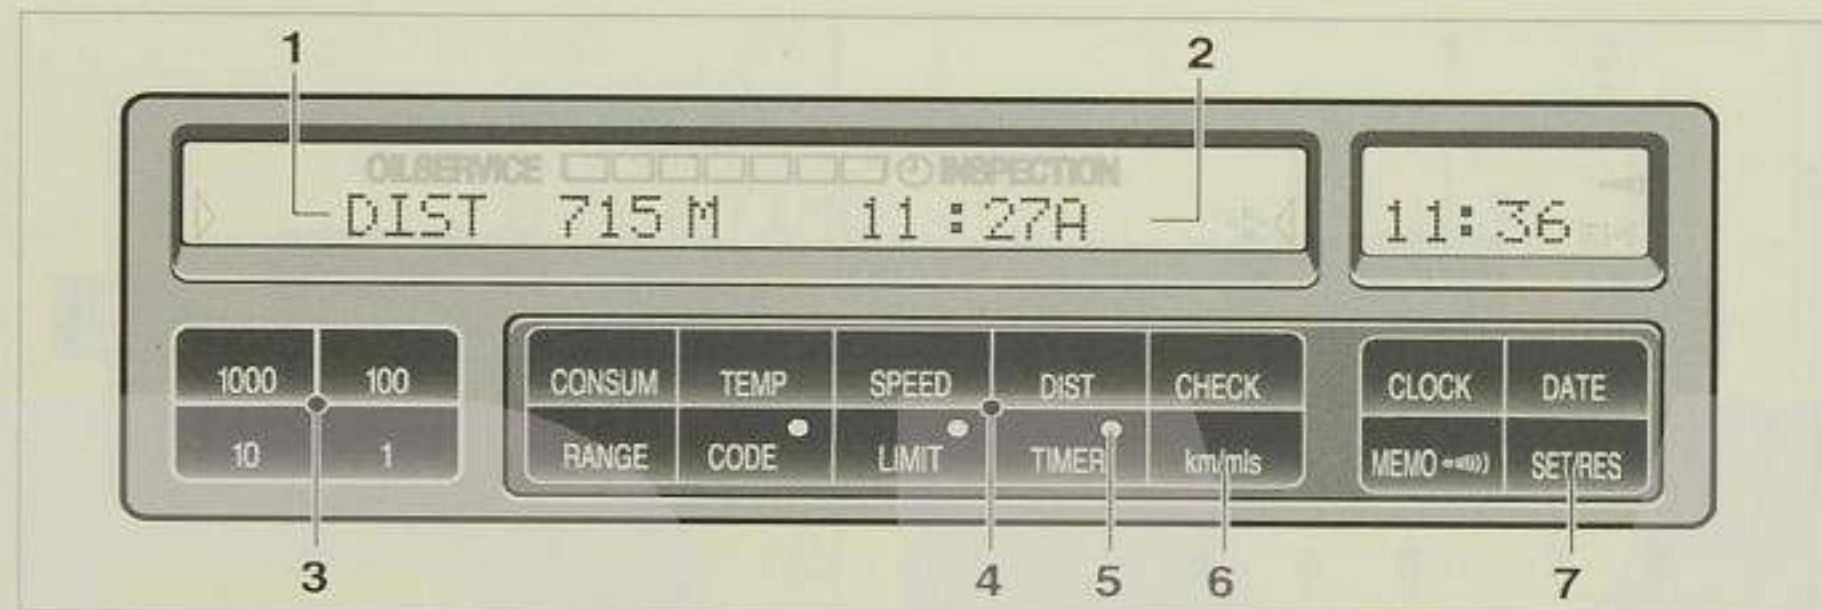 1 2
OILSERVICE INSPECTION
DIST 715 M 11:27A 11:36
1000 100 CONSUM TEMP SPEED DIST CHECK CLOCK DATE
10 1 RANGE CODE LIMIT TIMER km/mls MEMO SET/RES
3 4 5 6 7